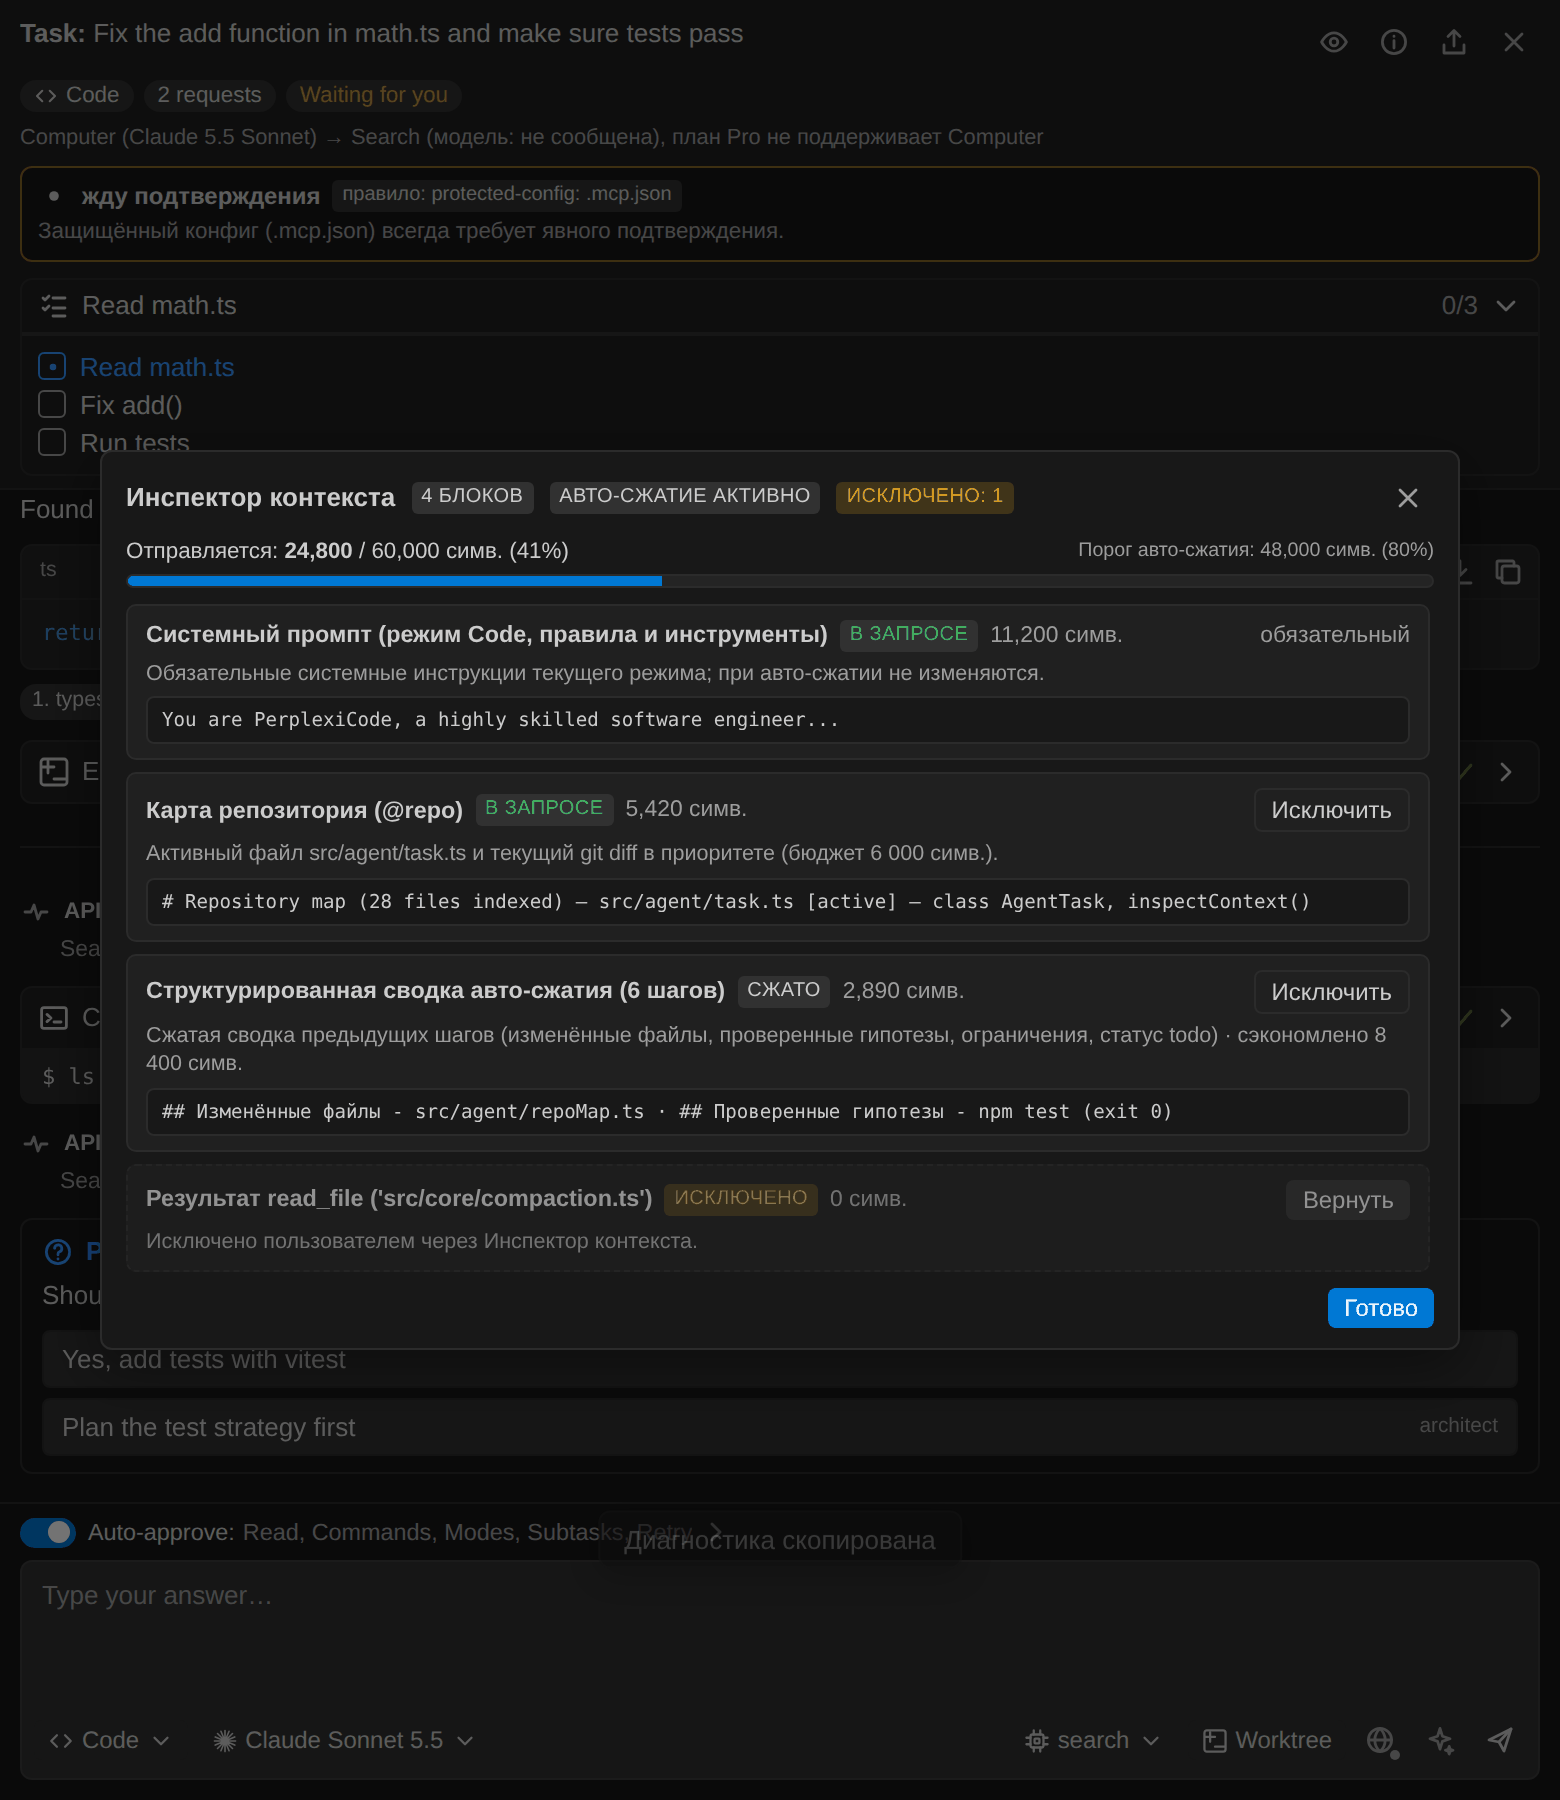 Task: Fix the add function in math.ts and make sure tests pass
Code 2 requests Waiting for you
Computer (Claude 5.5 Sonnet) → Search (модель: не сообщена), план Pro не поддерживает Computer
жду подтверждения правило: protected-config: .mcp.json
Защищённый конфиг (.mcp.json) всегда требует явного подтверждения.
Read math.ts 0/3
Read math.ts
Fix add()
Run tests
Found
Инспектор контекста 4 БЛОКОВ АВТО-СЖАТИЕ АКТИВНО ИСКЛЮЧЕНО: 1
Отправляется: 24,800 / 60,000 симв. (41%) Порог авто-сжатия: 48,000 симв. (80%)
ts
Системный промпт (режим Code, правила и инструменты) В ЗАПРОСЕ 11,200 симв. обязательный
Обязательные системные инструкции текущего режима; при авто-сжатии не изменяются.
You are PerplexiCode, a highly skilled software engineer...
1. types
Карта репозитория (@repo) В ЗАПРОСЕ 5,420 симв. Исключить
Активный файл src/agent/task.ts и текущий git diff в приоритете (бюджет 6 000 симв.).
# Repository map (28 files indexed) — src/agent/task.ts [active] — class AgentTask, inspectContext()
API
Sea
Структурированная сводка авто-сжатия (6 шагов) СЖАТО 2,890 симв. Исключить
Сжатая сводка предыдущих шагов (изменённые файлы, проверенные гипотезы, ограничения, статус todo) · сэкономлено 8
400 симв.
$ ls
## Изменённые файлы - src/agent/repoMap.ts · ## Проверенные гипотезы - npm test (exit 0)
API
Sea
Результат read_file ('src/core/compaction.ts') ИСКЛЮЧЕНО 0 симв. Вернуть
Исключено пользователем через Инспектор контекста.
Shou
Готово
Yes, add tests with vitest
Plan the test strategy first architect
Auto-approve: Read, Commands, Modes, Subtasks, Retry
Диагностика скопирована
Type your answer…
Code Claude Sonnet 5.5 search Worktree